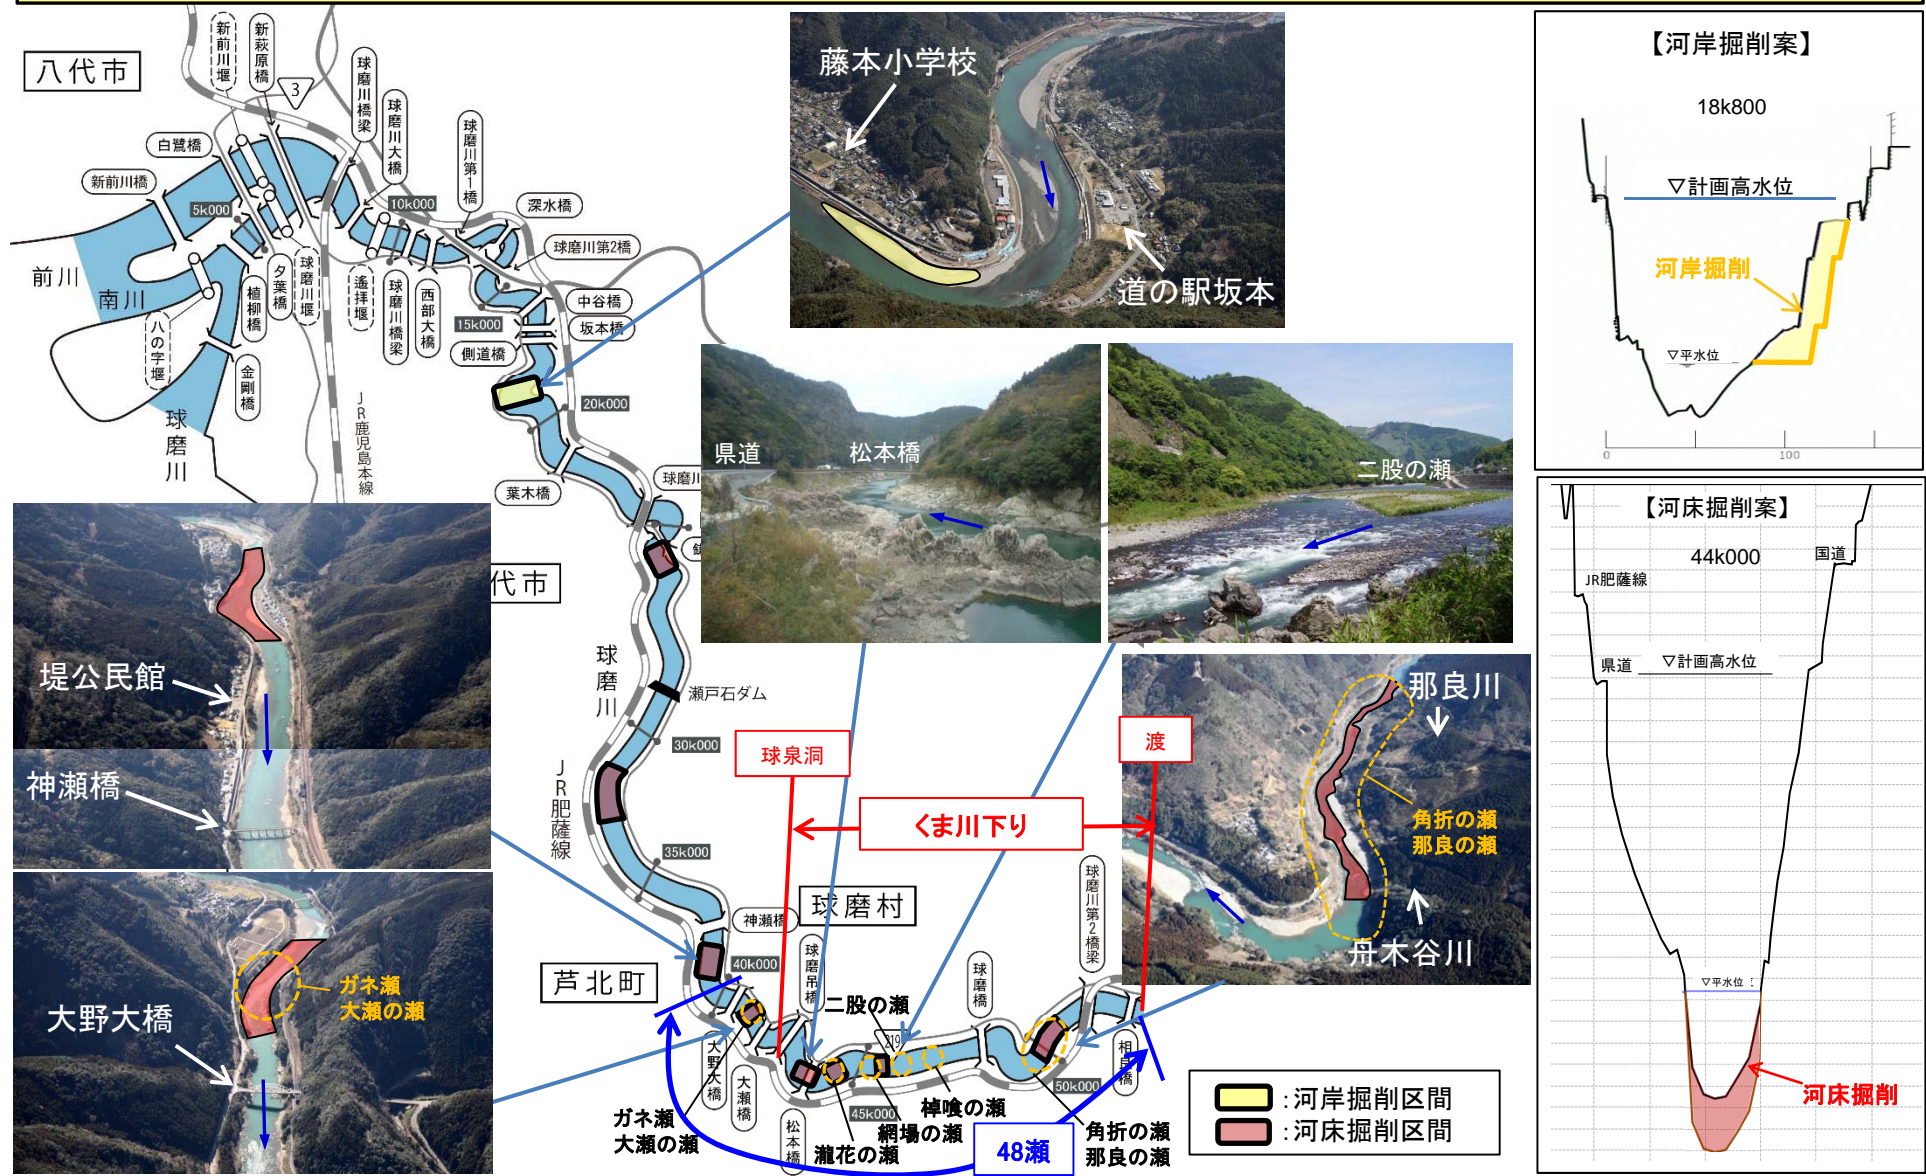 八代市
新前川堰
新萩原橋
3
球磨川橋梁
球磨川大橋
球磨川第1橋
白鷺橋
新前川橋
5k000
10k000
深水橋
球磨川第2橋
前川
南川
八の字堰
植柳橋
夕葉橋
球磨川堰
遙拝堰
球磨川橋梁
西部大橋
15k000
中谷橋
坂本橋
側道橋
金剛橋
球磨川
JR鹿児島本線
20k000
葉木橋
球磨川
代市
藤本小学校
道の駅坂本
県道
松本橋
二股の瀬
【河岸掘削案】
18k800
▽計画高水位
河岸掘削
▽平水位
0
100
【河床掘削案】
44k000
国道
JR肥薩線
県道
▽計画高水位
▽平水位
河床掘削
堤公民館
神瀬橋
大野大橋
ガネ瀬
大瀬の瀬
球磨川
瀬戸石ダム
30k000
JR肥薩線
35k000
球泉洞
渡
くま川下り
那良川
角折の瀬
那良の瀬
舟木谷川
神瀬橋
球磨村
芦北町
40k000
球磨吊橋
二股の瀬
球磨橋
球磨川第2橋梁
219
大野大橋
大瀬橋
松本橋
45k000
50k000
相良橋
ガネ瀬
大瀬の瀬
瀧花の瀬
網場の瀬
棹喰の瀬
48瀬
角折の瀬
那良の瀬
:河岸掘削区間
:河床掘削区間